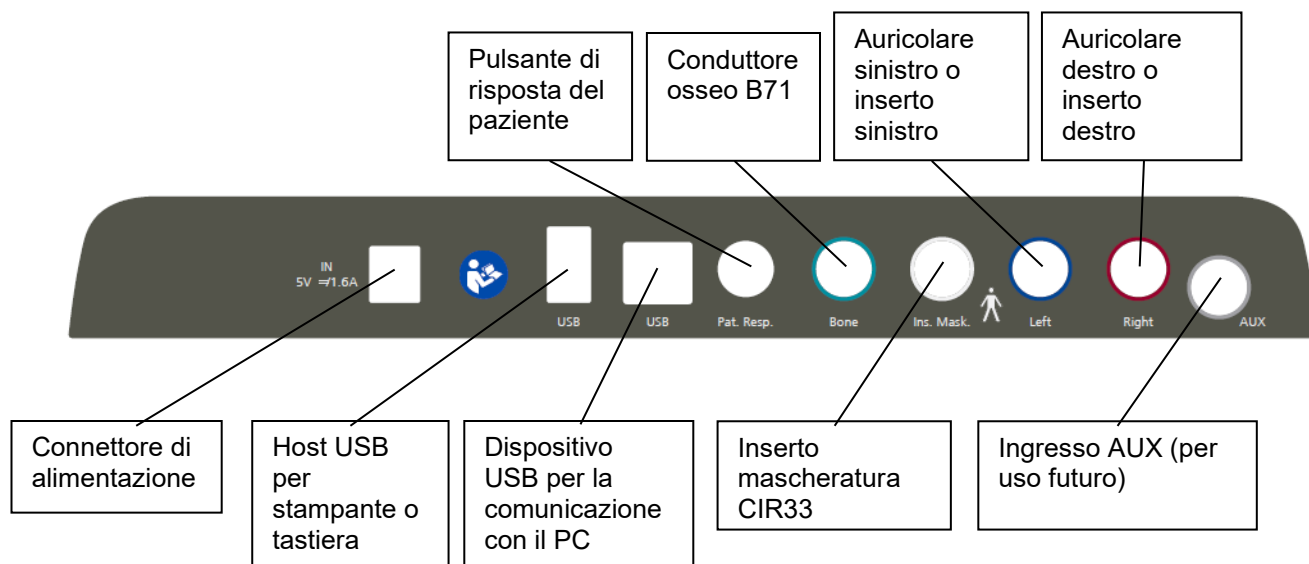 Pulsante di
risposta del
paziente
Conduttore
osseo B71
Auricolare
sinistro o
inserto
sinistro
Auricolare
destro o
inserto
destro
IN
5V ⎓/1.6A
USB
USB
Pat. Resp.
Bone
Ins. Mask.
Left
Right
AUX
Connettore di
alimentazione
Host USB
per
stampante o
tastiera
Dispositivo
USB per la
comunicazione
con il PC
Inserto
mascheratura
CIR33
Ingresso AUX (per
uso futuro)